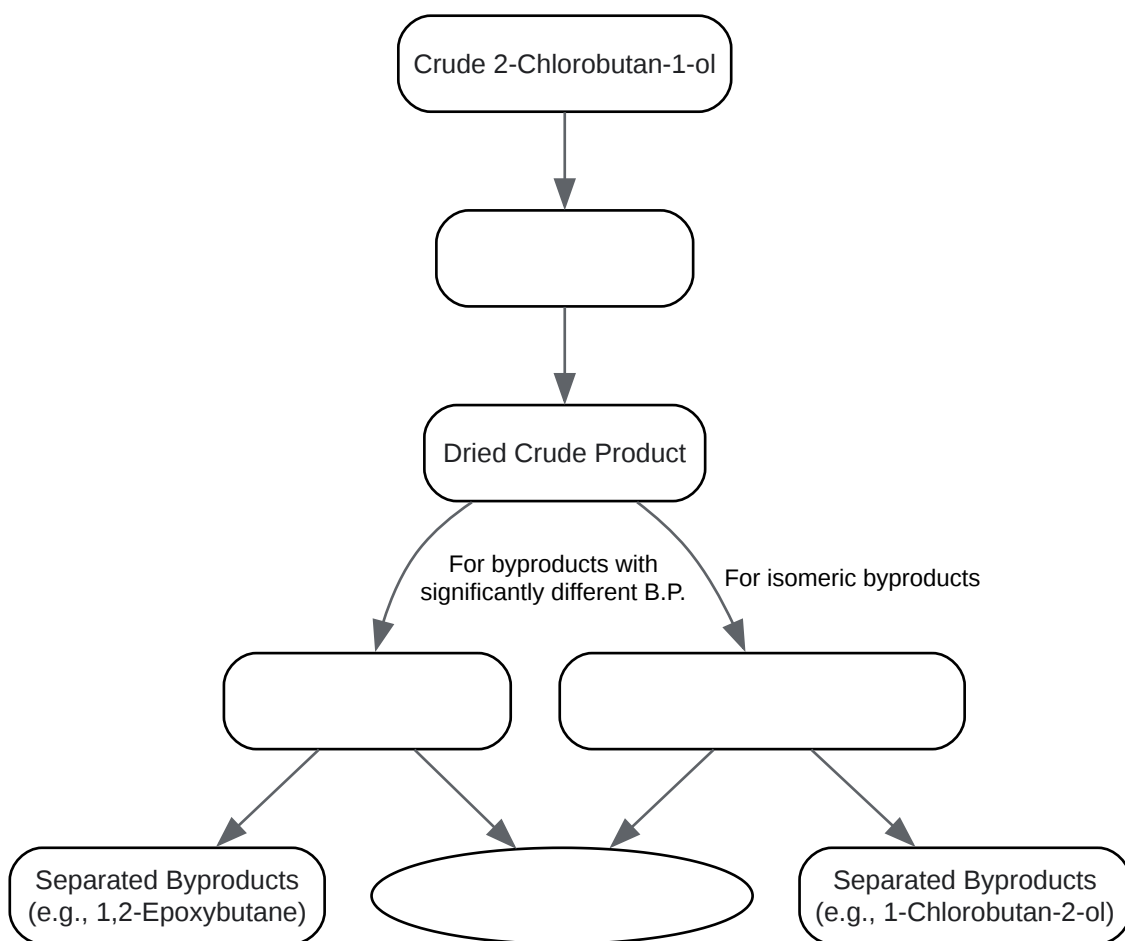 Crude 2-Chlorobutan-1-ol
Dried Crude Product
For byproducts with
significantly different B.P.
For isomeric byproducts
Separated Byproducts
(e.g., 1,2-Epoxybutane)
Separated Byproducts
(e.g., 1-Chlorobutan-2-ol)